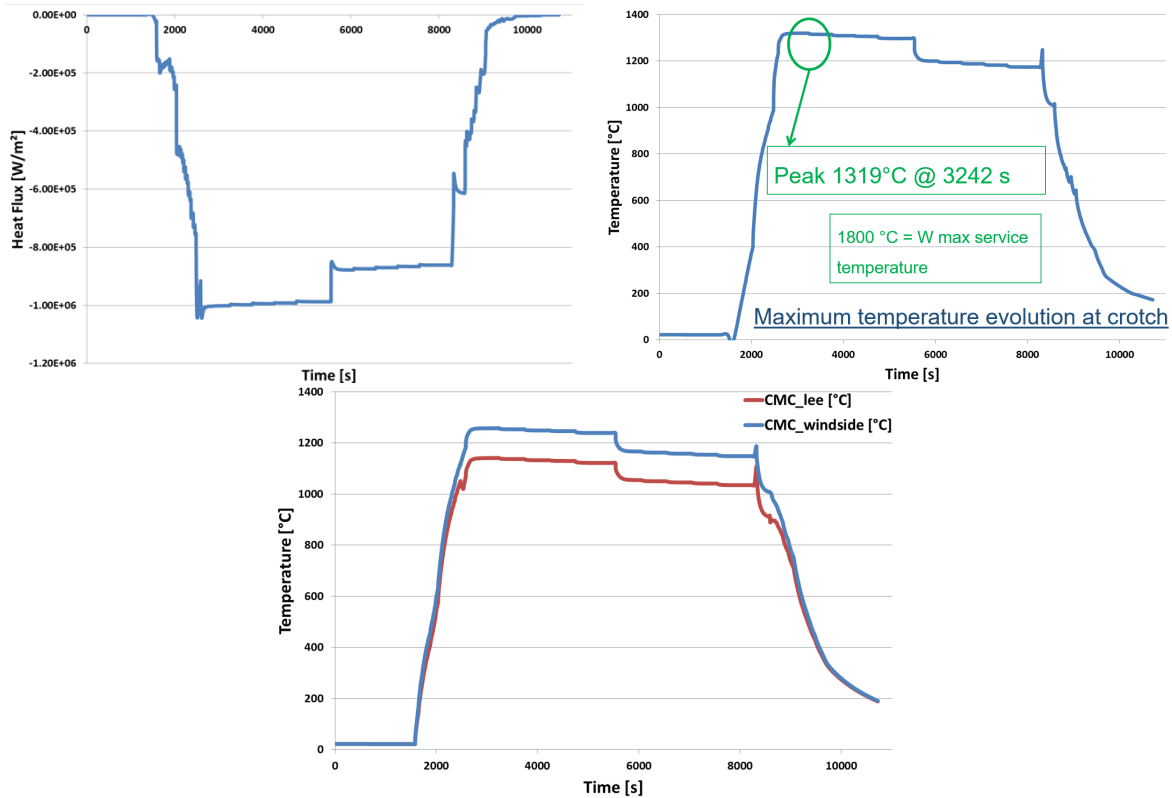 0.00E+00
-2.00E+05
-4.00E+05
-6.00E+05
-8.00E+05
-1.00E+06
-1.20E+06
0 2000 4000 6000 8000 10000
Heat Flux [W/m²]
Time [s]
1400
1200
1000
800
600
400
200
0
0 2000 4000 6000 8000 10000
Temperature [°C]
Time [s]
Peak 1319°C @ 3242 s
1800 °C = W max service
temperature
Maximum temperature evolution at crotch
1400
1200
1000
800
600
400
200
0
0 2000 4000 6000 8000 10000
Temperature [°C]
Time [s]
CMC_lee [°C]
CMC_windside [°C]